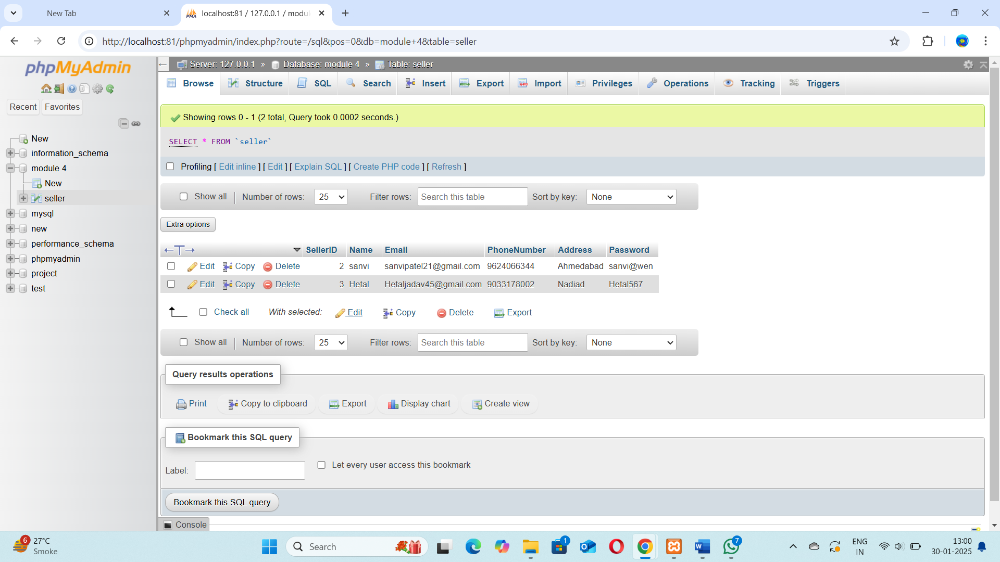 New Tab
localhost:81 / 127.0.0.1 / modul
http://localhost:81/phpmyadmin/index.php?route=/sql&pos=0&db=module+4&table=seller
phpMyAdmin
Recent Favorites
New
information_schema
module 4
New
seller
mysql
new
performance_schema
phpmyadmin
project
test
Server: 127.0.0.1 » Database: module 4 » Table: seller
Browse Structure SQL Search Insert Export Import Privileges Operations Tracking Triggers
Showing rows 0 - 1 (2 total, Query took 0.0002 seconds.)
SELECT * FROM `seller`
Profiling [ Edit inline ] [ Edit ] [ Explain SQL ] [ Create PHP code ] [ Refresh ]
Show all Number of rows: 25 Filter rows: Search this table Sort by key: None
Extra options
SellerID Name Email PhoneNumber Address Password
Edit Copy Delete 2 sanvi sanvipatel21@gmail.com 9624066344 Ahmedabad sanvi@wen
Edit Copy Delete 3 Hetal Hetaljadav45@gmail.com 9033178002 Nadiad Hetal567
Check all With selected: Edit Copy Delete Export
Show all Number of rows: 25 Filter rows: Search this table Sort by key: None
Query results operations
Print Copy to clipboard Export Display chart Create view
Bookmark this SQL query
Label: Let every user access this bookmark
Bookmark this SQL query
Console
6 27°C
Smoke
Search
1
7
ENG
IN
13:00
30-01-2025